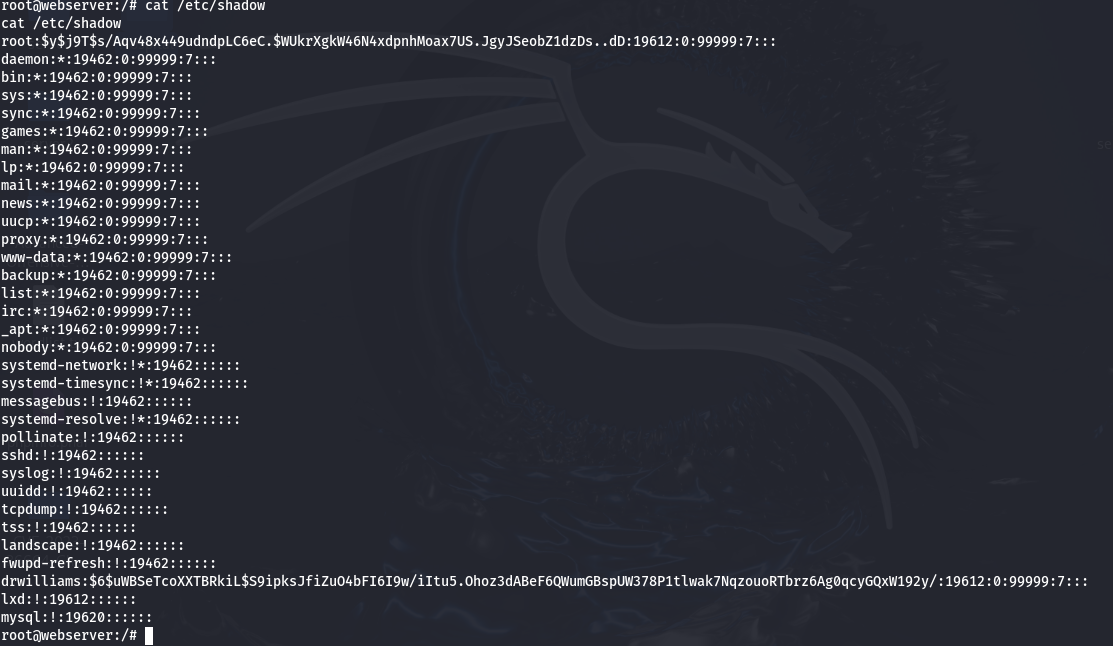 root@webserver:/# cat /etc/shadow
cat /etc/shadow
root:$y$j9T$s/Aqv48x449udndpLC6eC.$WUkrXgkW46N4xdpnhMoax7US.JgyJSeobZ1dzDs..dD:19612:0:99999:7:::
daemon:*:19462:0:99999:7:::
bin:*:19462:0:99999:7:::
sys:*:19462:0:99999:7:::
sync:*:19462:0:99999:7:::
games:*:19462:0:99999:7:::
man:*:19462:0:99999:7:::
lp:*:19462:0:99999:7:::
mail:*:19462:0:99999:7:::
news:*:19462:0:99999:7:::
uucp:*:19462:0:99999:7:::
proxy:*:19462:0:99999:7:::
www-data:*:19462:0:99999:7:::
backup:*:19462:0:99999:7:::
list:*:19462:0:99999:7:::
irc:*:19462:0:99999:7:::
_apt:*:19462:0:99999:7:::
nobody:*:19462:0:99999:7:::
systemd-network:!*:19462::::::
systemd-timesync:!*:19462::::::
messagebus:!:19462::::::
systemd-resolve:!*:19462::::::
pollinate:!:19462::::::
sshd:!:19462::::::
syslog:!:19462::::::
uuidd:!:19462::::::
tcpdump:!:19462::::::
tss:!:19462::::::
landscape:!:19462::::::
fwupd-refresh:!:19462::::::
drwilliams:$6$uWBSeTcoXXTBRkiL$S9ipksJfiZuO4bFI6I9w/iItu5.Ohoz3dABeF6QWumGBspUW378P1tlwak7NqzouoRTbrz6Ag0qcyGQxW192y/:19612:0:99999:7:::
lxd:!:19612::::::
mysql:!:19620::::::
root@webserver:/#